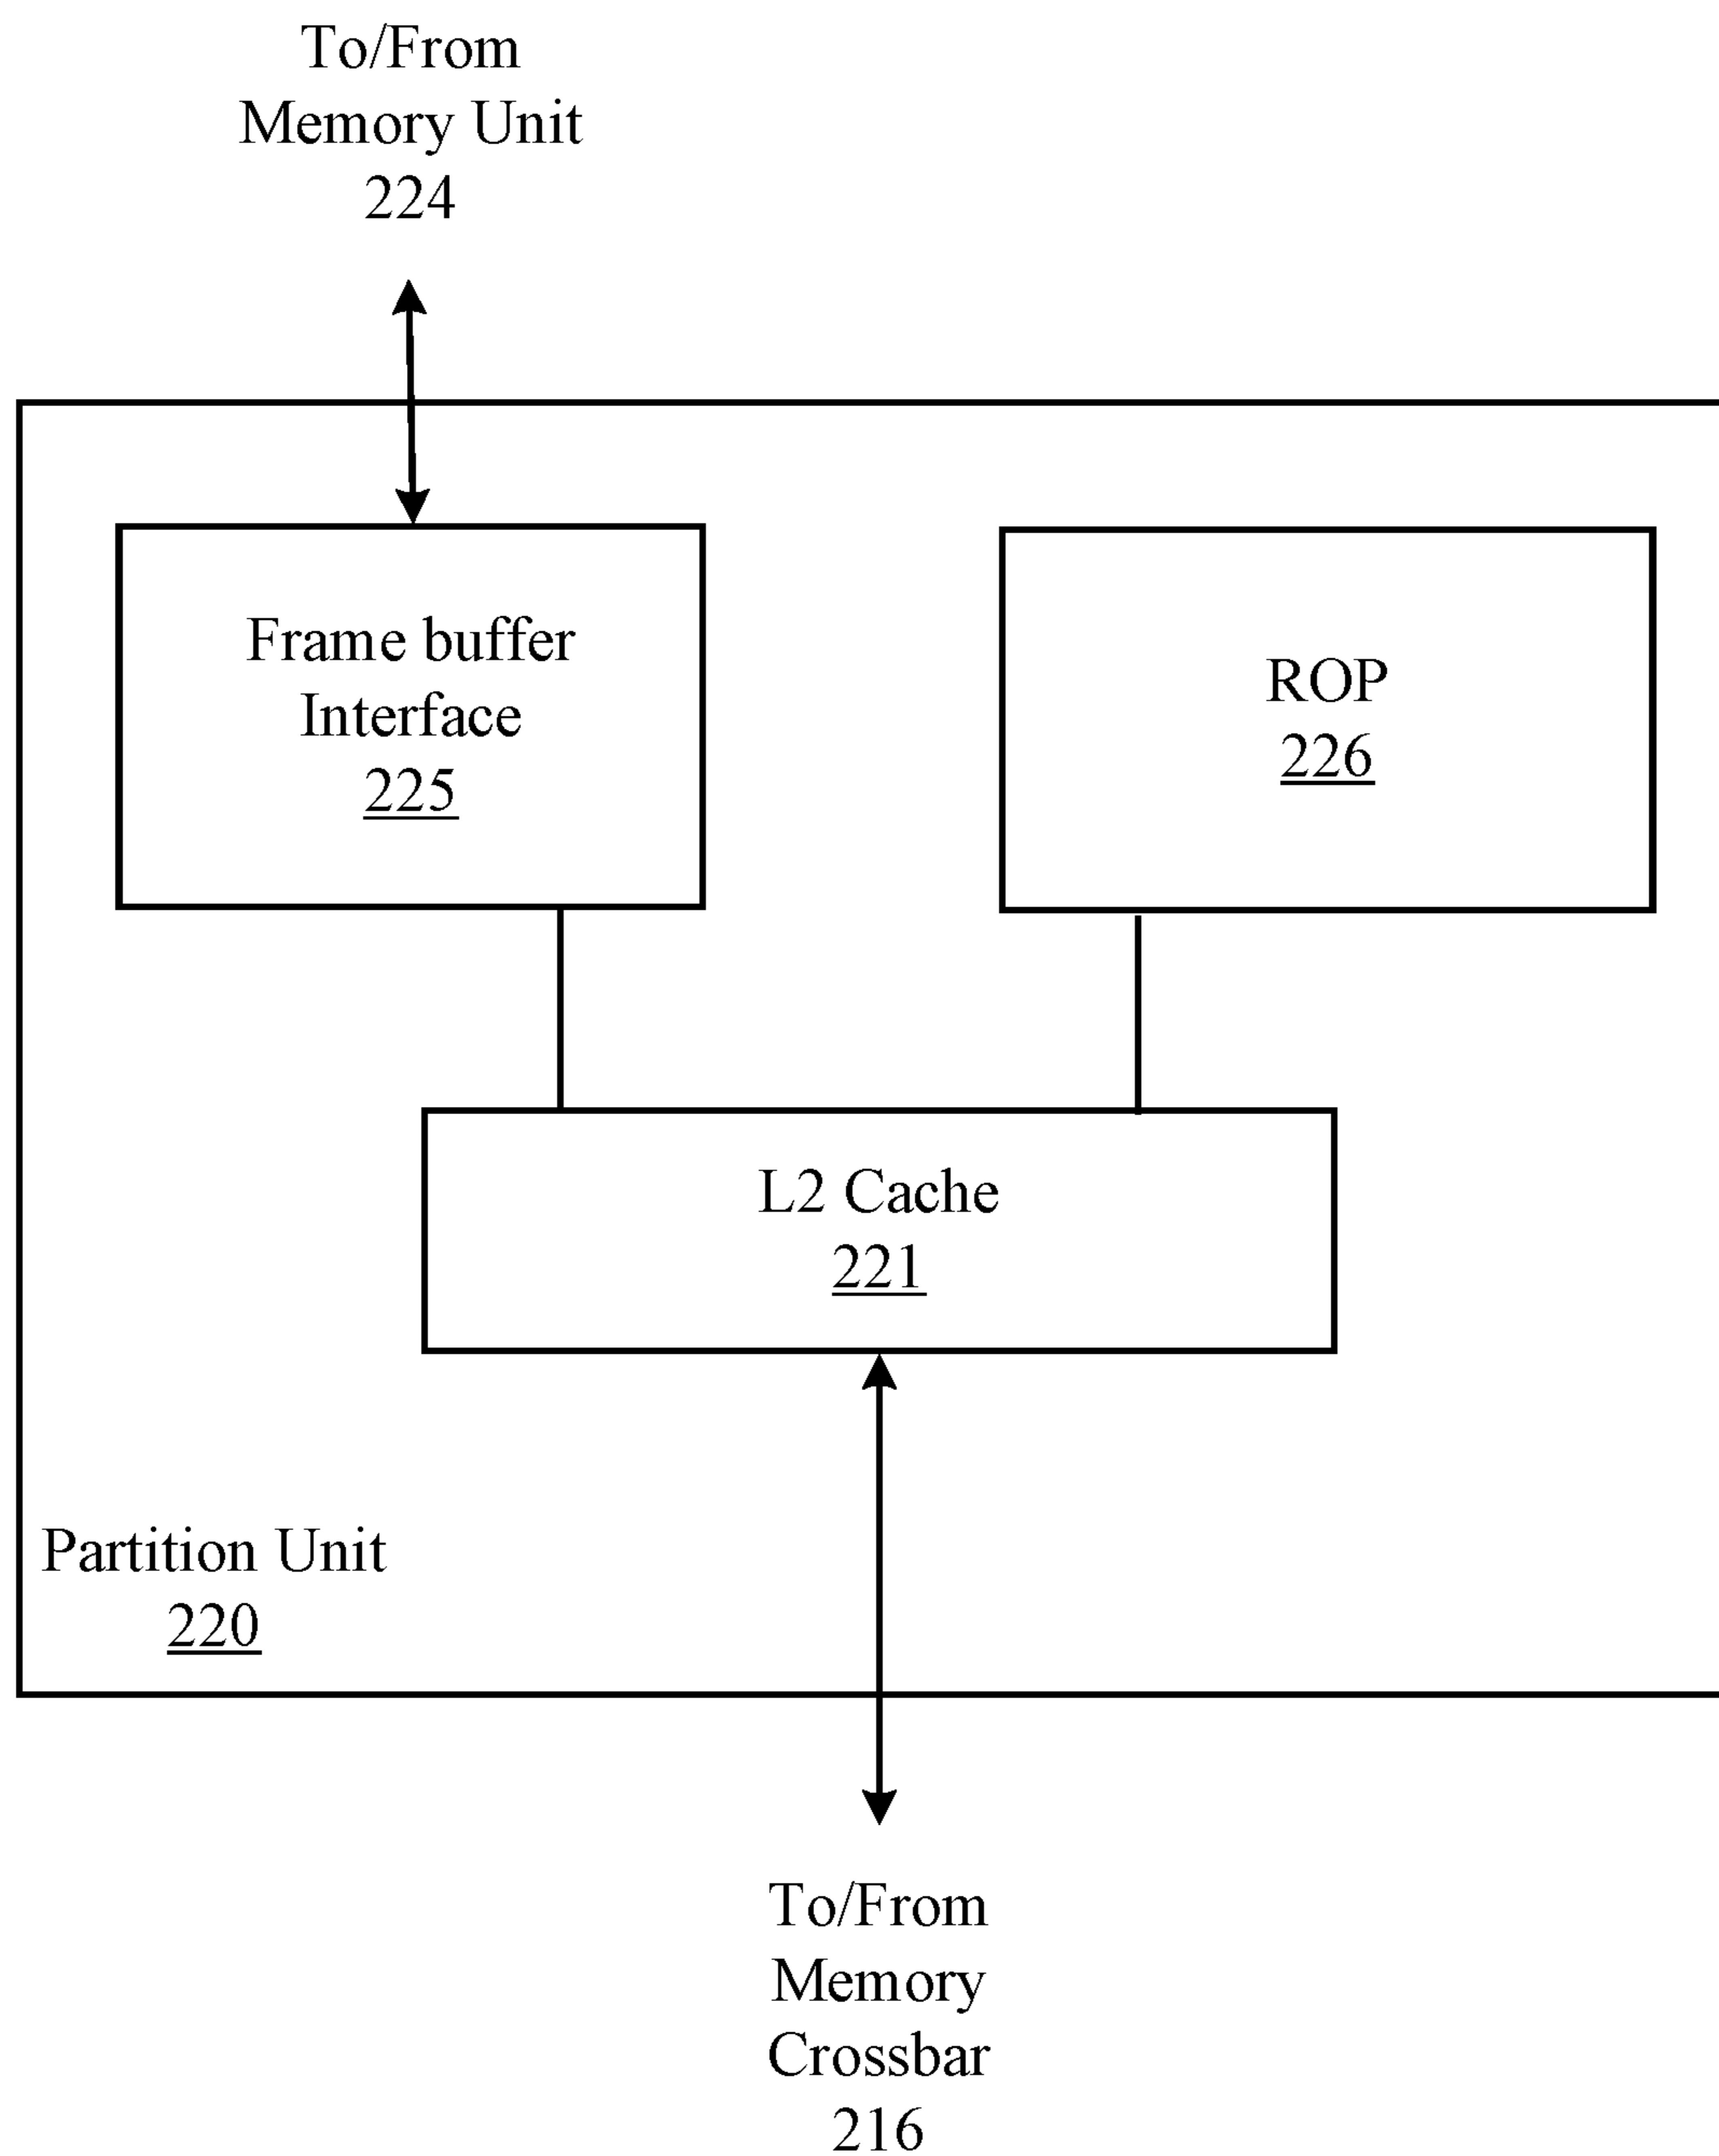 To/From
Memory Unit
224
Frame buffer
Interface
225
ROP
226
L2 Cache
221
Partition Unit
220
To/From
Memory
Crossbar
216